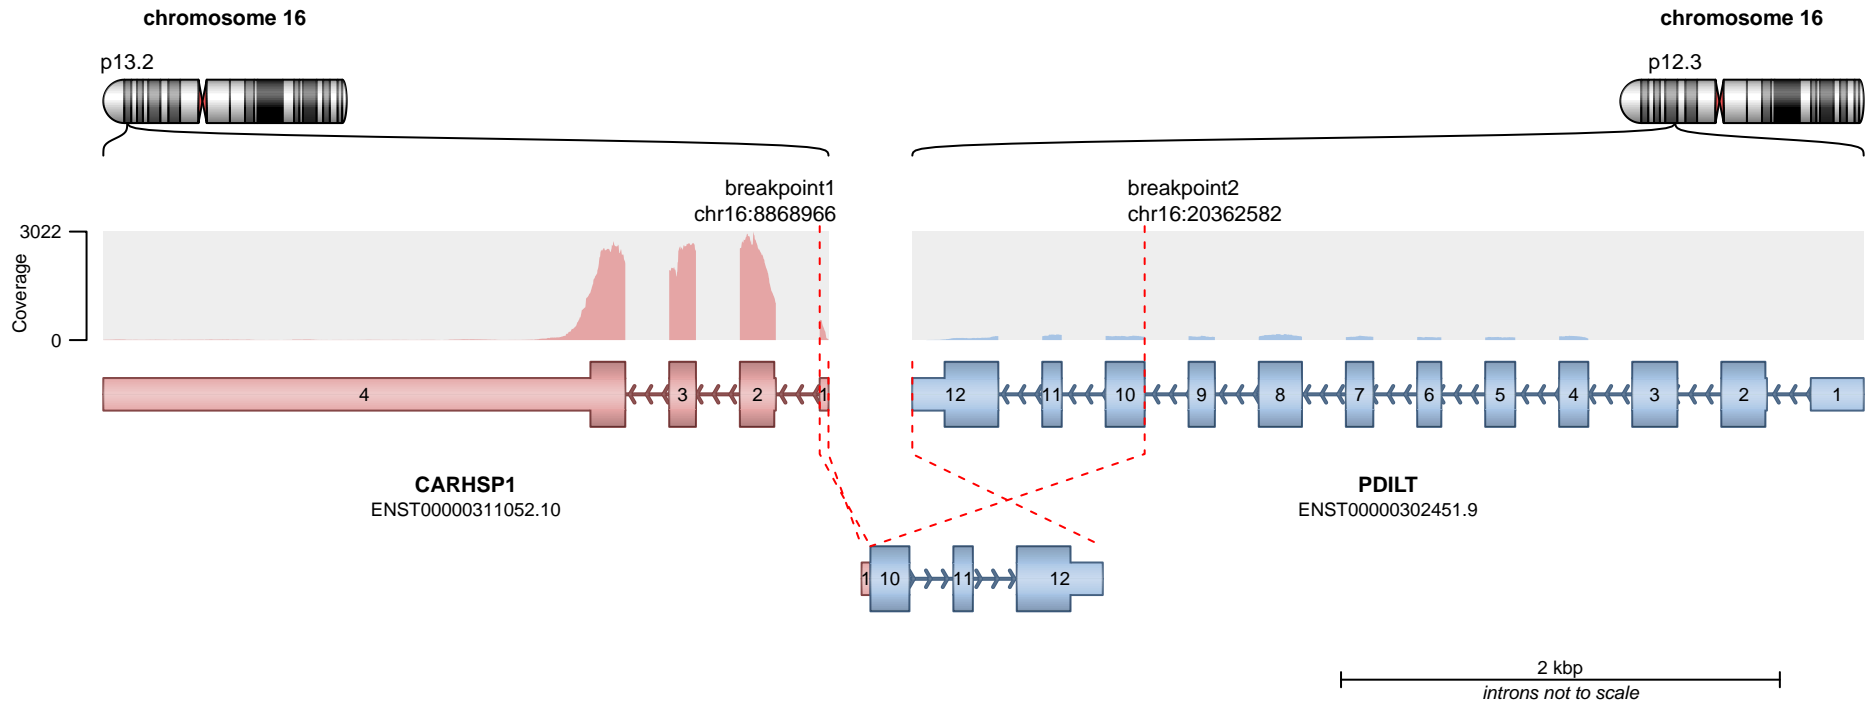 chromosome 16
chromosome 16
p13.2
p12.3
breakpoint1
chr16:8868966
breakpoint2
chr16:20362582
3022
Coverage
0
4
3
2
1
12
11
10
9
8
7
6
5
4
3
2
1
CARHSP1
ENST00000311052.10
PDILT
ENST00000302451.9
1
10
11
12
2 kbp
introns not to scale